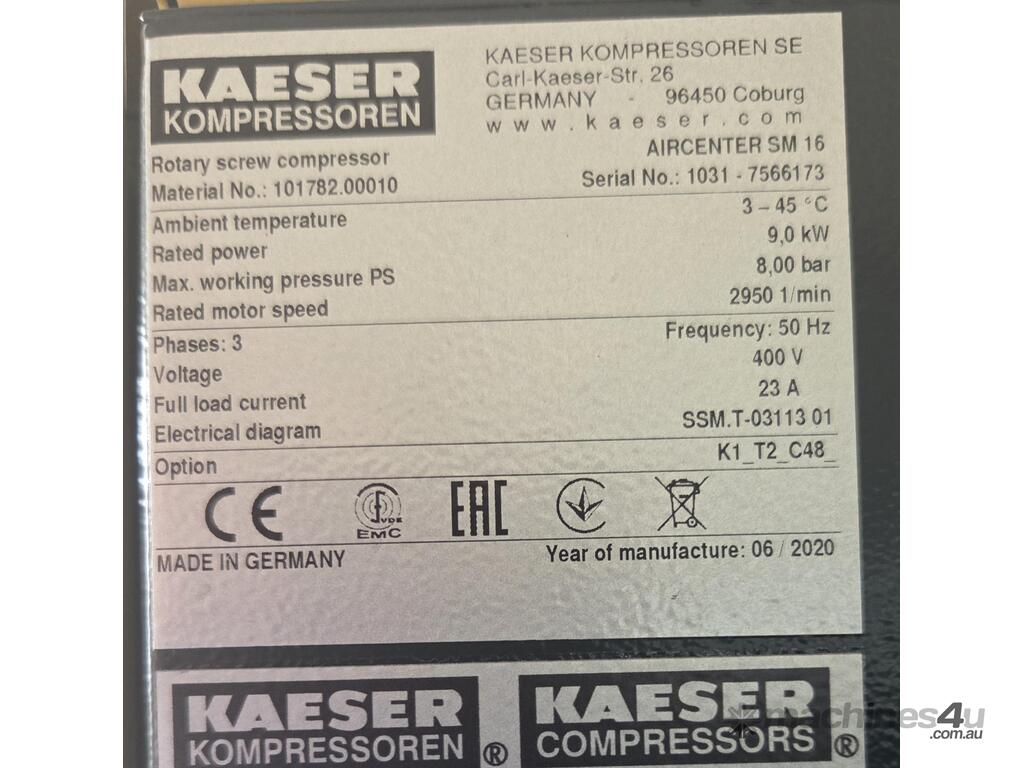 KAESER
KOMPRESSOREN
KAESER KOMPRESSOREN SE
Carl-Kaeser-Str. 26
GERMANY - 96450 Coburg
www.kaeser.com
Rotary screw compressor AIRCENTER SM 16
Material No.: 101782.00010 Serial No.: 1031 - 7566173
Ambient temperature 3 – 45 °C
Rated power 9,0 kW
Max. working pressure PS 8,00 bar
Rated motor speed 2950 1/min
Phases: 3 Frequency: 50 Hz
Voltage 400 V
Full load current 23 A
Electrical diagram SSM.T-03113 01
Option K1_T2_C48_
CE VDE EMC EAC
MADE IN GERMANY Year of manufacture: 06 / 2020
KAESER
KOMPRESSOREN ®
KAESER
COMPRESSORS ®
machines4u
.com.au